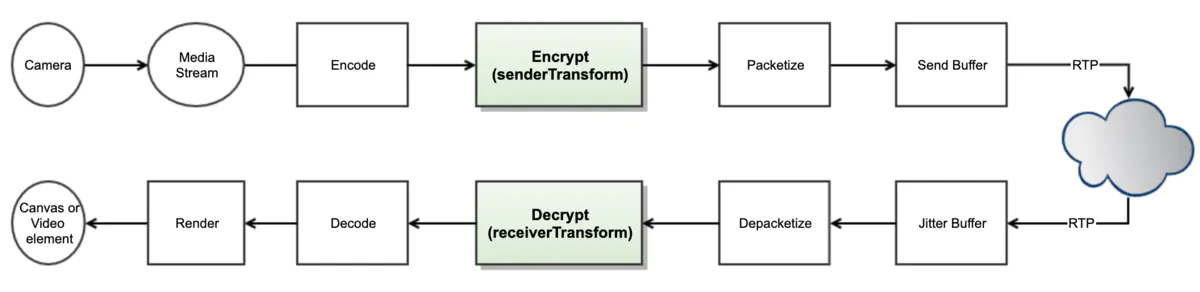 Camera
Media
Stream
Encode
Encrypt
(senderTransform)
Packetize
Send Buffer
RTP
Canvas or
Video
element
Render
Decode
Decrypt
(receiverTransform)
Depacketize
Jitter Buffer
RTP